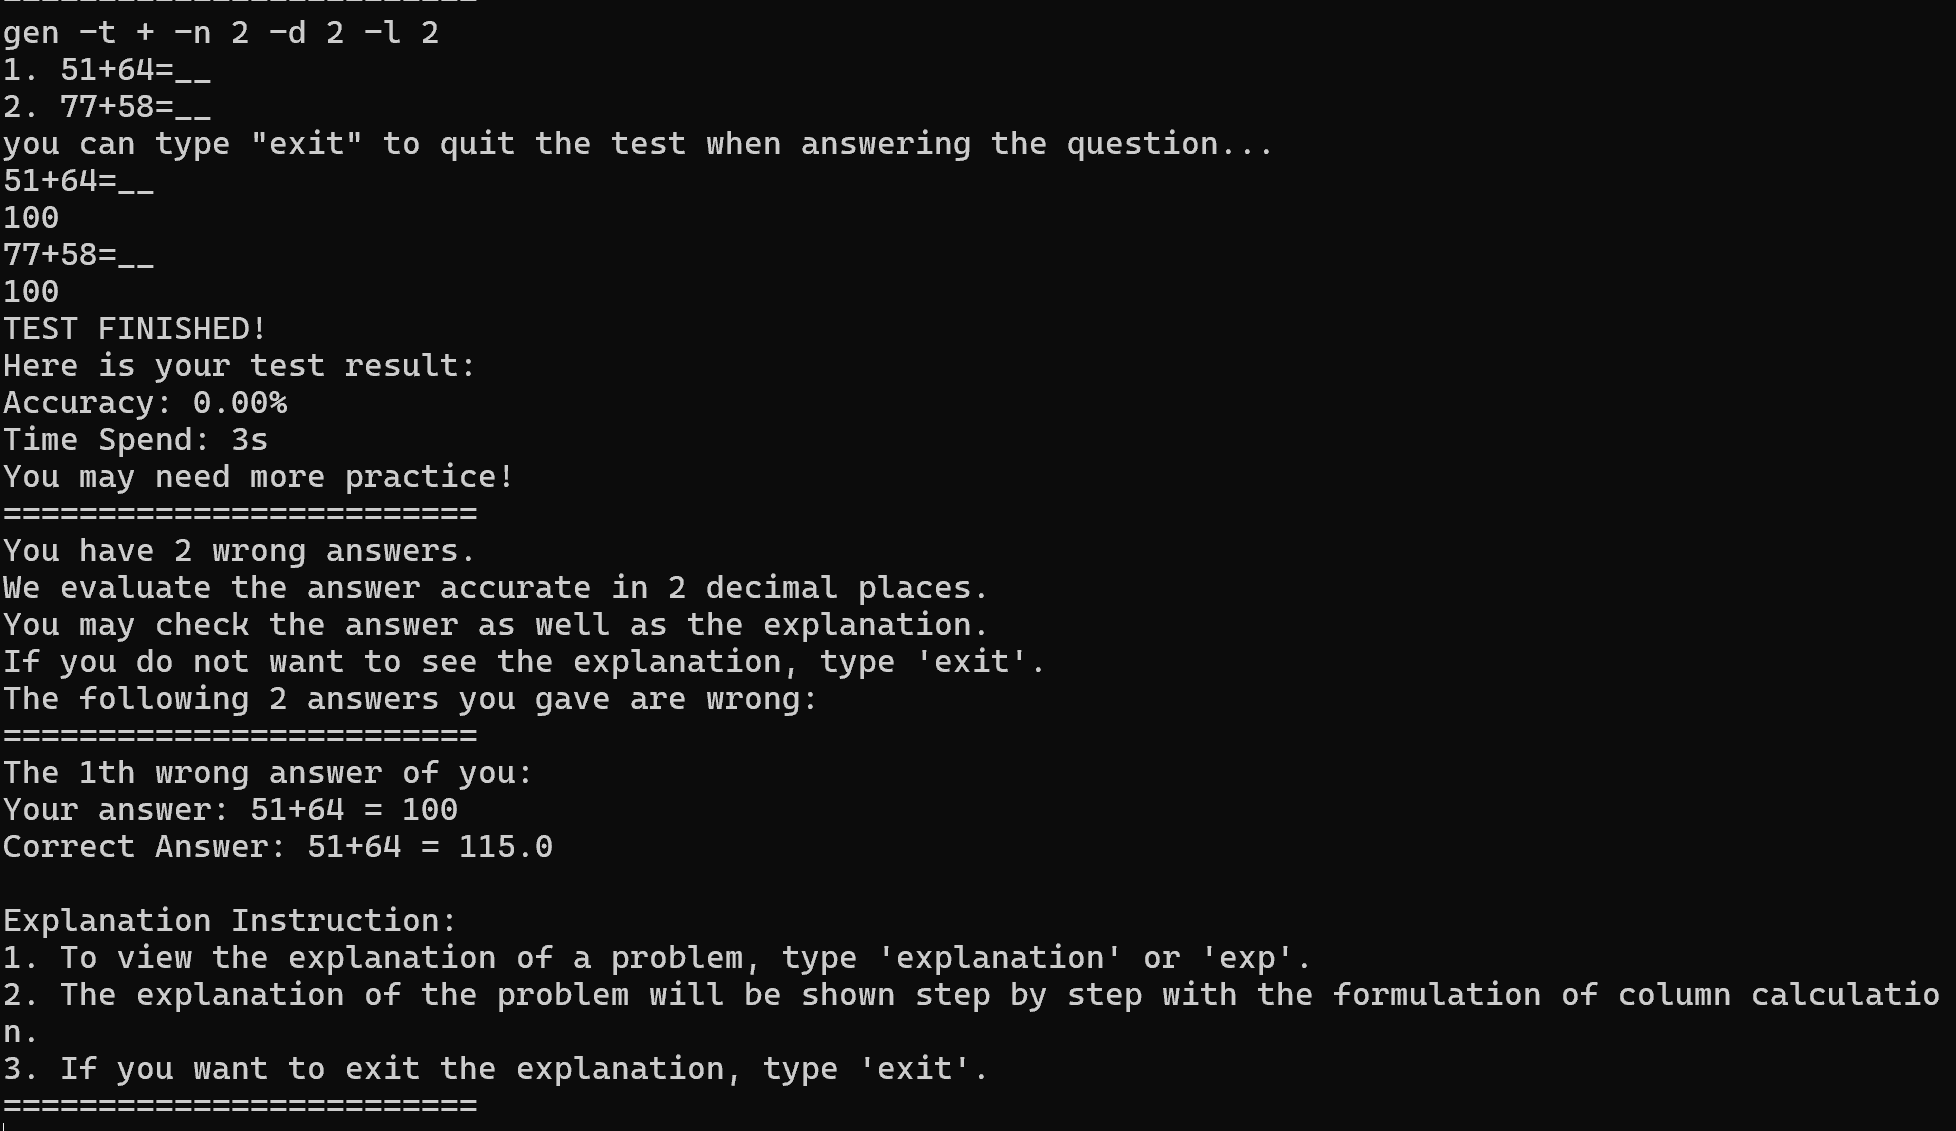 =========================
gen -t + -n 2 -d 2 -l 2
1. 51+64=__
2. 77+58=__
you can type "exit" to quit the test when answering the question...
51+64=__
100
77+58=__
100
TEST FINISHED!
Here is your test result:
Accuracy: 0.00%
Time Spend: 3s
You may need more practice!
=========================
You have 2 wrong answers.
We evaluate the answer accurate in 2 decimal places.
You may check the answer as well as the explanation.
If you do not want to see the explanation, type 'exit'.
The following 2 answers you gave are wrong:
=========================
The 1th wrong answer of you:
Your answer: 51+64 = 100
Correct Answer: 51+64 = 115.0

Explanation Instruction:
1. To view the explanation of a problem, type 'explanation' or 'exp'.
2. The explanation of the problem will be shown step by step with the formulation of column calculatio
n.
3. If you want to exit the explanation, type 'exit'.
=========================